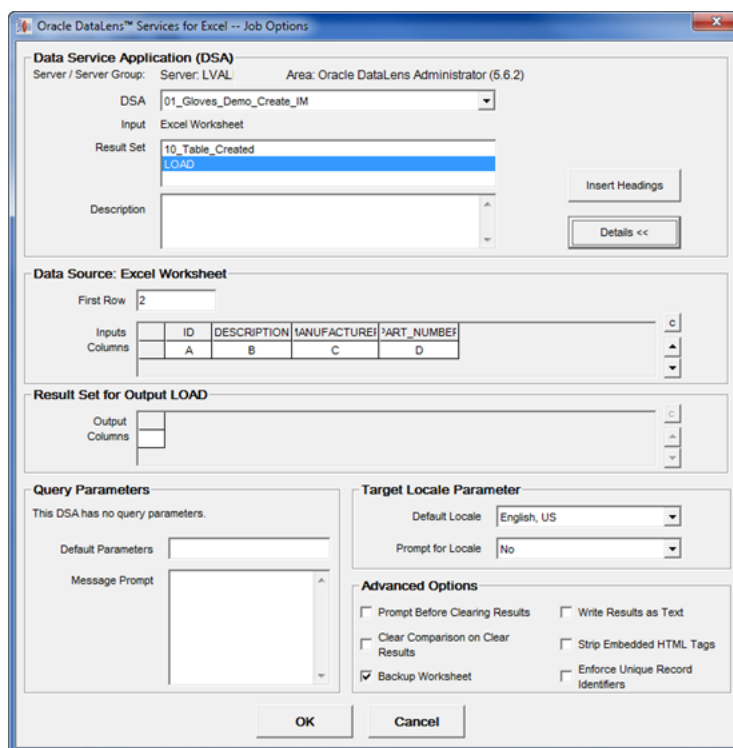 Oracle DataLens™ Services for Excel -- Job Options
Data Service Application (DSA)
Server / Server Group: Server: LVALI Area: Oracle DataLens Administrator (5.6.2)
DSA 01_Gloves_Demo_Create_IM
Input Excel Worksheet
Result Set 10_Table_Created
LOAD
Insert Headings
Description
Details <<
Data Source: Excel Worksheet
First Row 2
Inputs ID DESCRIPTION MANUFACTURER PART_NUMBER
Columns A B C D
C
Result Set for Output LOAD
Output
Columns
C
Query Parameters
This DSA has no query parameters.
Default Parameters
Message Prompt
Target Locale Parameter
Default Locale English, US
Prompt for Locale No
Advanced Options
Prompt Before Clearing Results Write Results as Text
Clear Comparison on Clear Results Strip Embedded HTML Tags
Backup Worksheet Enforce Unique Record Identifiers
OK Cancel